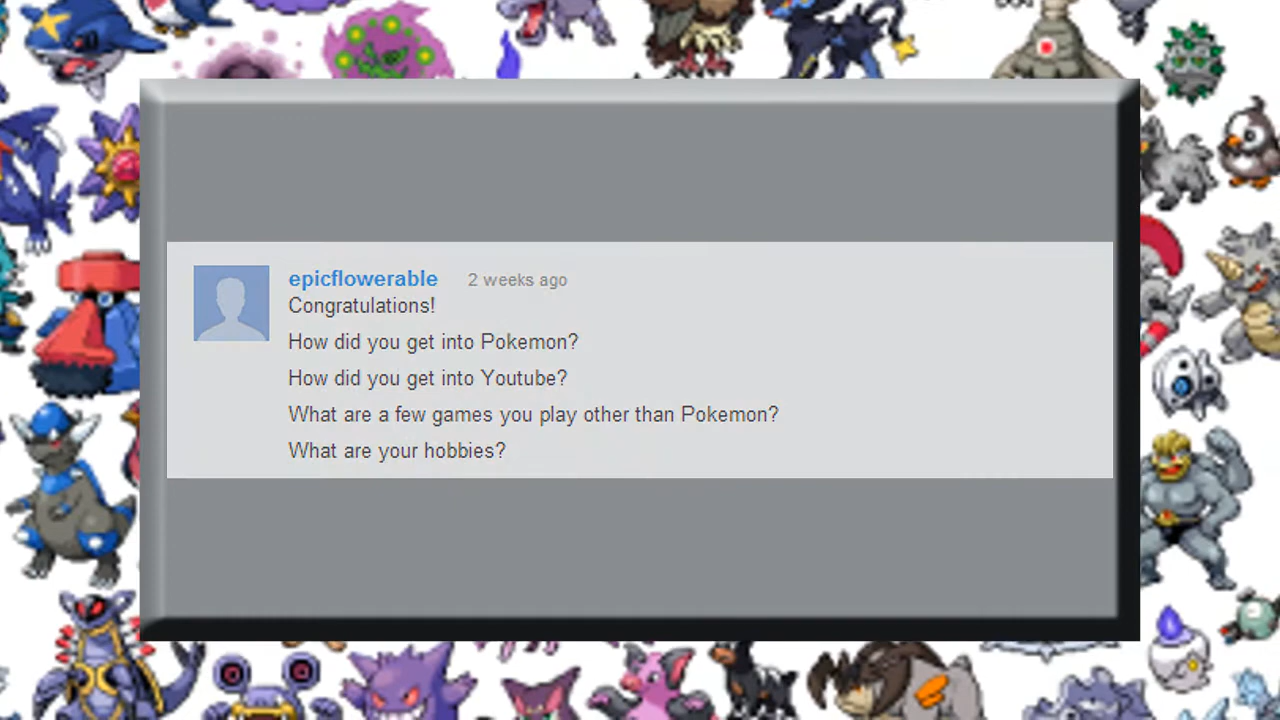 epicflowerable 2 weeks ago
Congratulations!
How did you get into Pokemon?
How did you get into Youtube?
What are a few games you play other than Pokemon?
What are your hobbies?